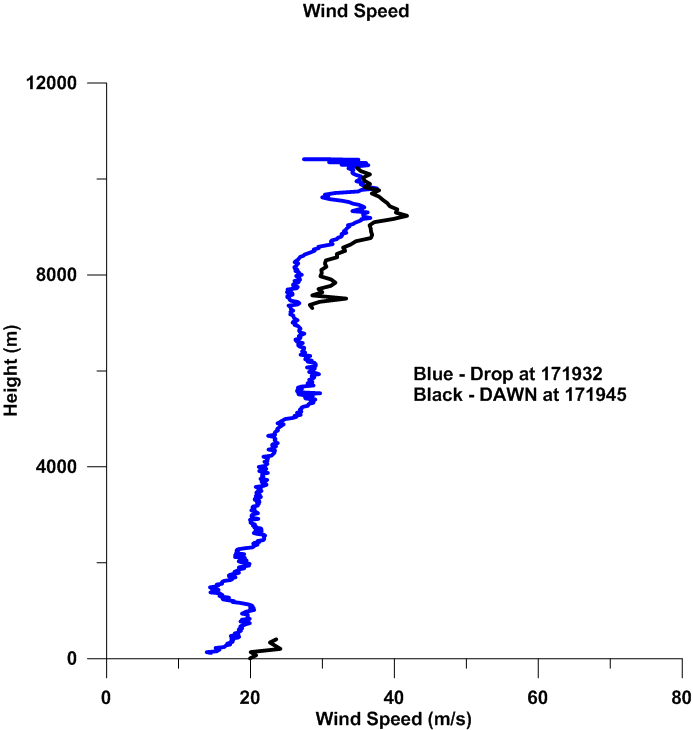 Wind Speed
12000
8000
Height (m)
Blue - Drop at 171932
Black - DAWN at 171945
4000
0
0 20 40 60 80
Wind Speed (m/s)